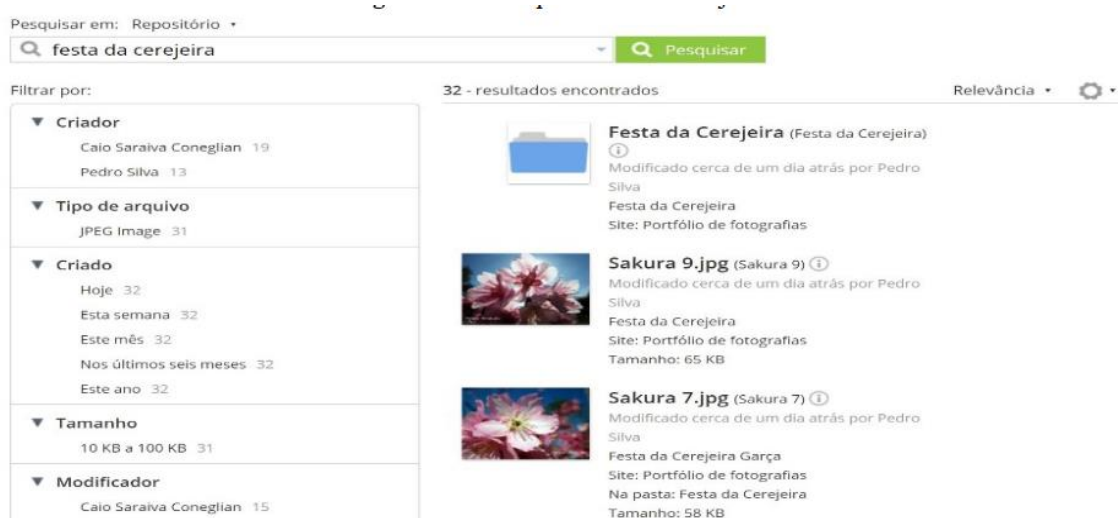 Pesquisar em: Repositório
festa da cerejeira
Pesquisar
Filtrar por:
Criador
Caio Saraiva Coneglian 19
Pedro Silva 13
Tipo de arquivo
JPEG Image 31
Criado
Hoje 32
Esta semana 32
Este mês 32
Nos últimos seis meses 32
Este ano 32
Tamanho
10 KB a 100 KB 31
Modificador
Caio Saraiva Coneglian 15
32 - resultados encontrados
Relevância
Festa da Cerejeira (Festa da Cerejeira)
Modificado cerca de um dia atrás por Pedro
Silva
Festa da Cerejeira
Site: Portfólio de fotografias
Sakura 9.jpg (Sakura 9)
Modificado cerca de um dia atrás por Pedro
Silva
Festa da Cerejeira
Site: Portfólio de fotografias
Tamanho: 65 KB
Sakura 7.jpg (Sakura 7)
Modificado cerca de um dia atrás por Pedro
Silva
Festa da Cerejeira Garça
Site: Portfólio de fotografias
Na pasta: Festa da Cerejeira
Tamanho: 58 KB